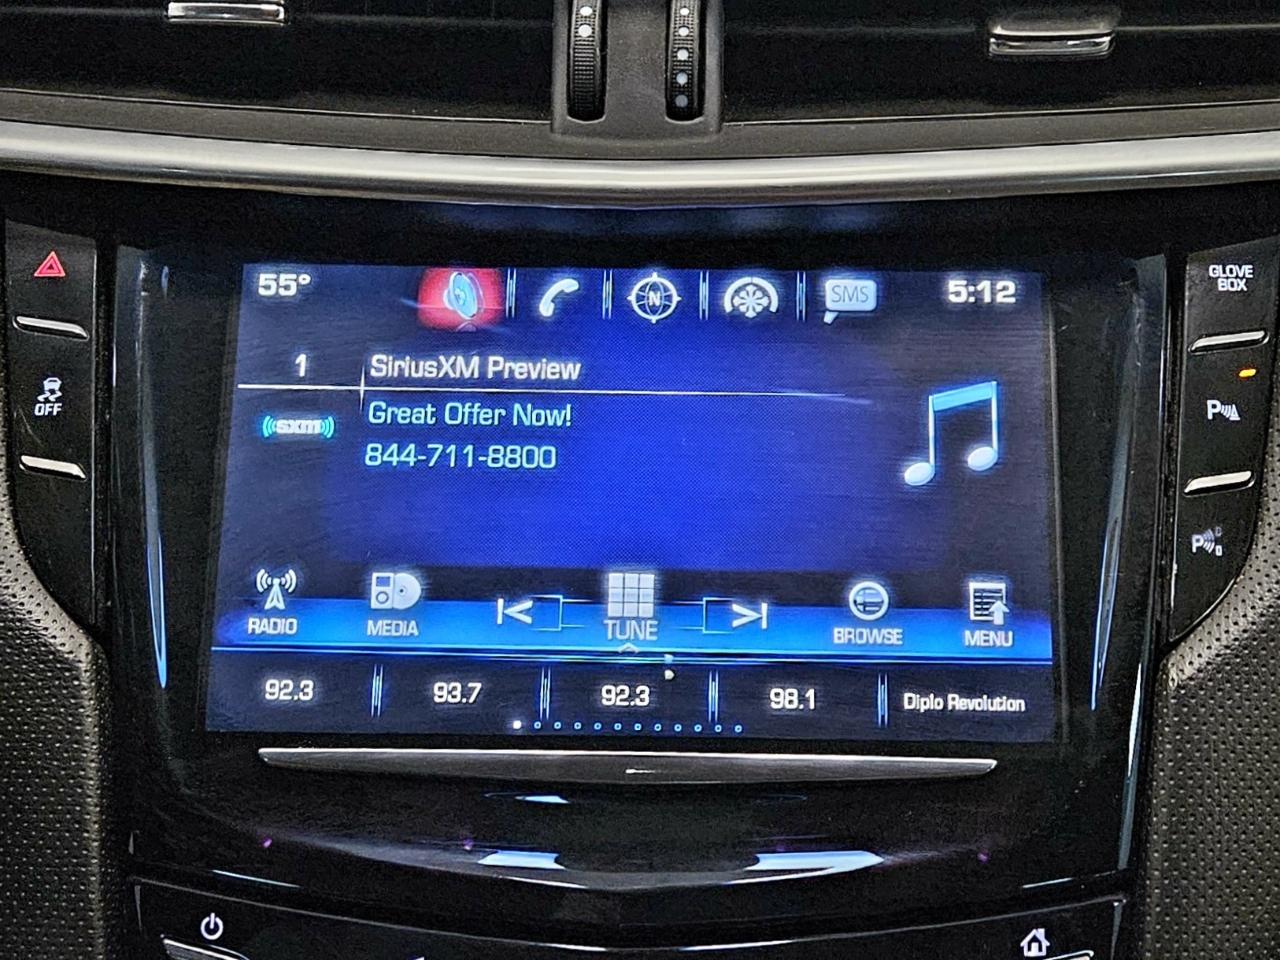 55°
N
SMS
5:12
1
SiriusXM Preview
((sxm))
Great Offer Now!
844-711-8800
RADIO
MEDIA
TUNE
BROWSE
MENU
92.3
93.7
92.3
98.1
Diplo Revolution
OFF
GLOVE
BOX
P
P